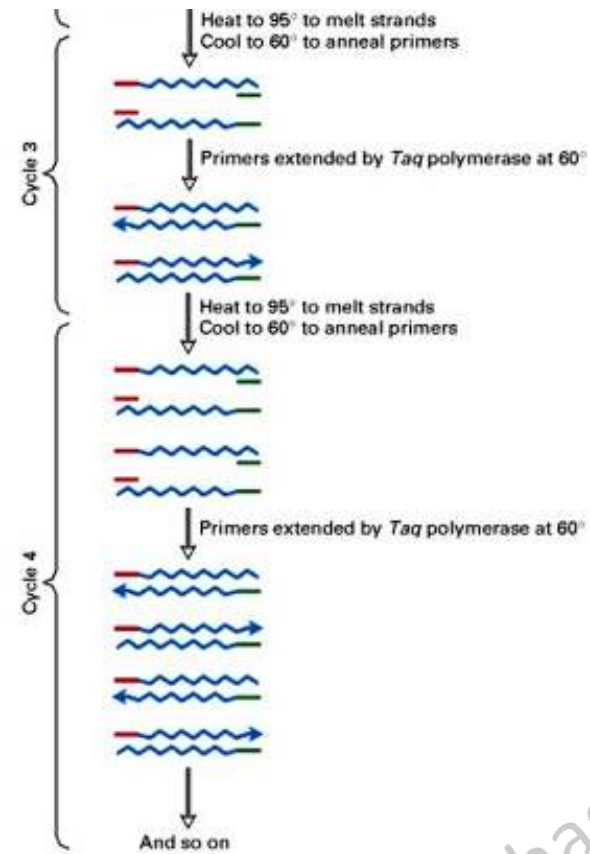 Heat to 95° to melt strands
Cool to 60° to anneal primers
Cycle 3
Primers extended by Taq polymerase at 60°
Heat to 95° to melt strands
Cool to 60° to anneal primers
Cycle 4
Primers extended by Taq polymerase at 60°
And so on